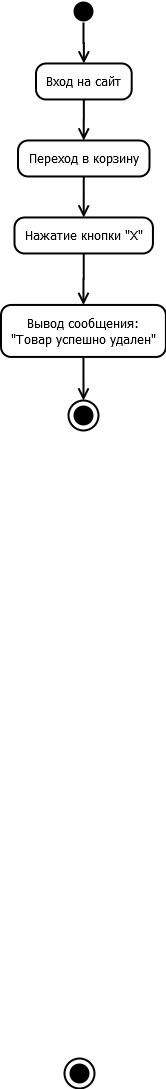 Вход на сайт
Переход в корзину
Нажатие кнопки "X"
Вывод сообщения:
"Товар успешно удален"